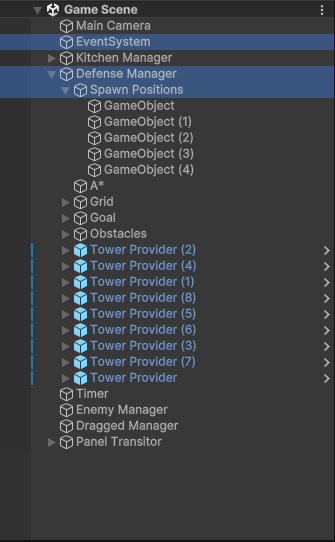 Game Scene
Main Camera
EventSystem
Kitchen Manager
Defense Manager
Spawn Positions
GameObject
GameObject (1)
GameObject (2)
GameObject (3)
GameObject (4)
A*
Grid
Goal
Obstacles
Tower Provider (2)
Tower Provider (4)
Tower Provider (1)
Tower Provider (8)
Tower Provider (5)
Tower Provider (6)
Tower Provider (3)
Tower Provider (7)
Tower Provider
Timer
Enemy Manager
Dragged Manager
Panel Transitor